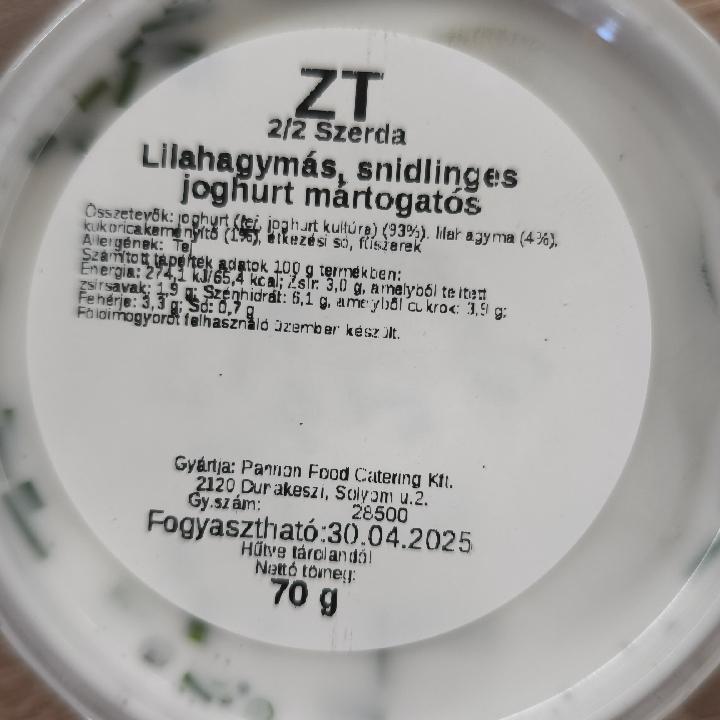 ZT
2/2 Szerda
Lilahagymás, snidlinges
joghurt mártogatós
Összetevők: joghurt (tej, joghurt kultúra) (93%), lilahagyma (4%),
kukoricakeményítő (1%), étkezési só, fűszerek
Allergének: Tej
Számított tápérték adatok 100 g termékben:
Energia: 274,1 kJ/65,4 kcal; Zsír: 3,0 g, amelyből telített
zsírsavak: 1,9 g; Szénhidrát: 6,1 g, amelyből cukrok: 3,9 g;
Fehérje: 3,3 g; Só: 0,7 g
Földimogyorót felhasználó üzemben készült.
Gyártja: Pannon Food Catering Kft.
2120 Dunakeszi, Sólyom u.2.
Gy.szám: 28500
Fogyasztható:30.04.2025
Hűtve tárolandó!
Nettó tömeg:
70 g